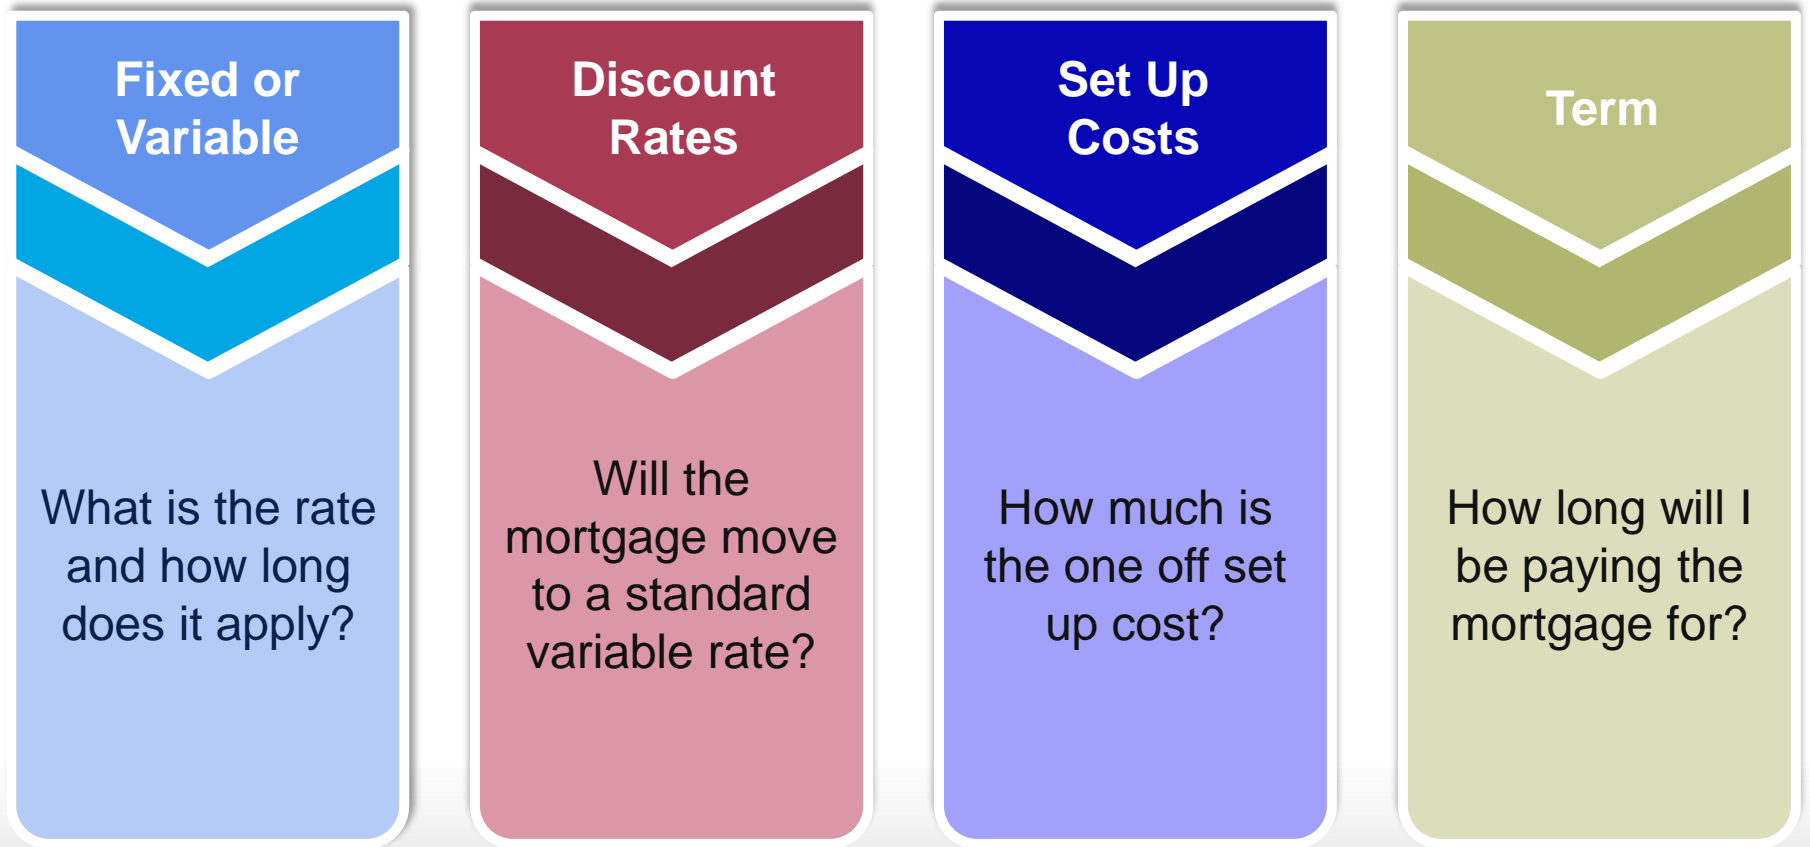 Fixed or
Variable
What is the rate
and how long
does it apply?
Discount
Rates
Will the
mortgage move
to a standard
variable rate?
Set Up
Costs
How much is
the one off set
up cost?
Term
How long will I
be paying the
mortgage for?